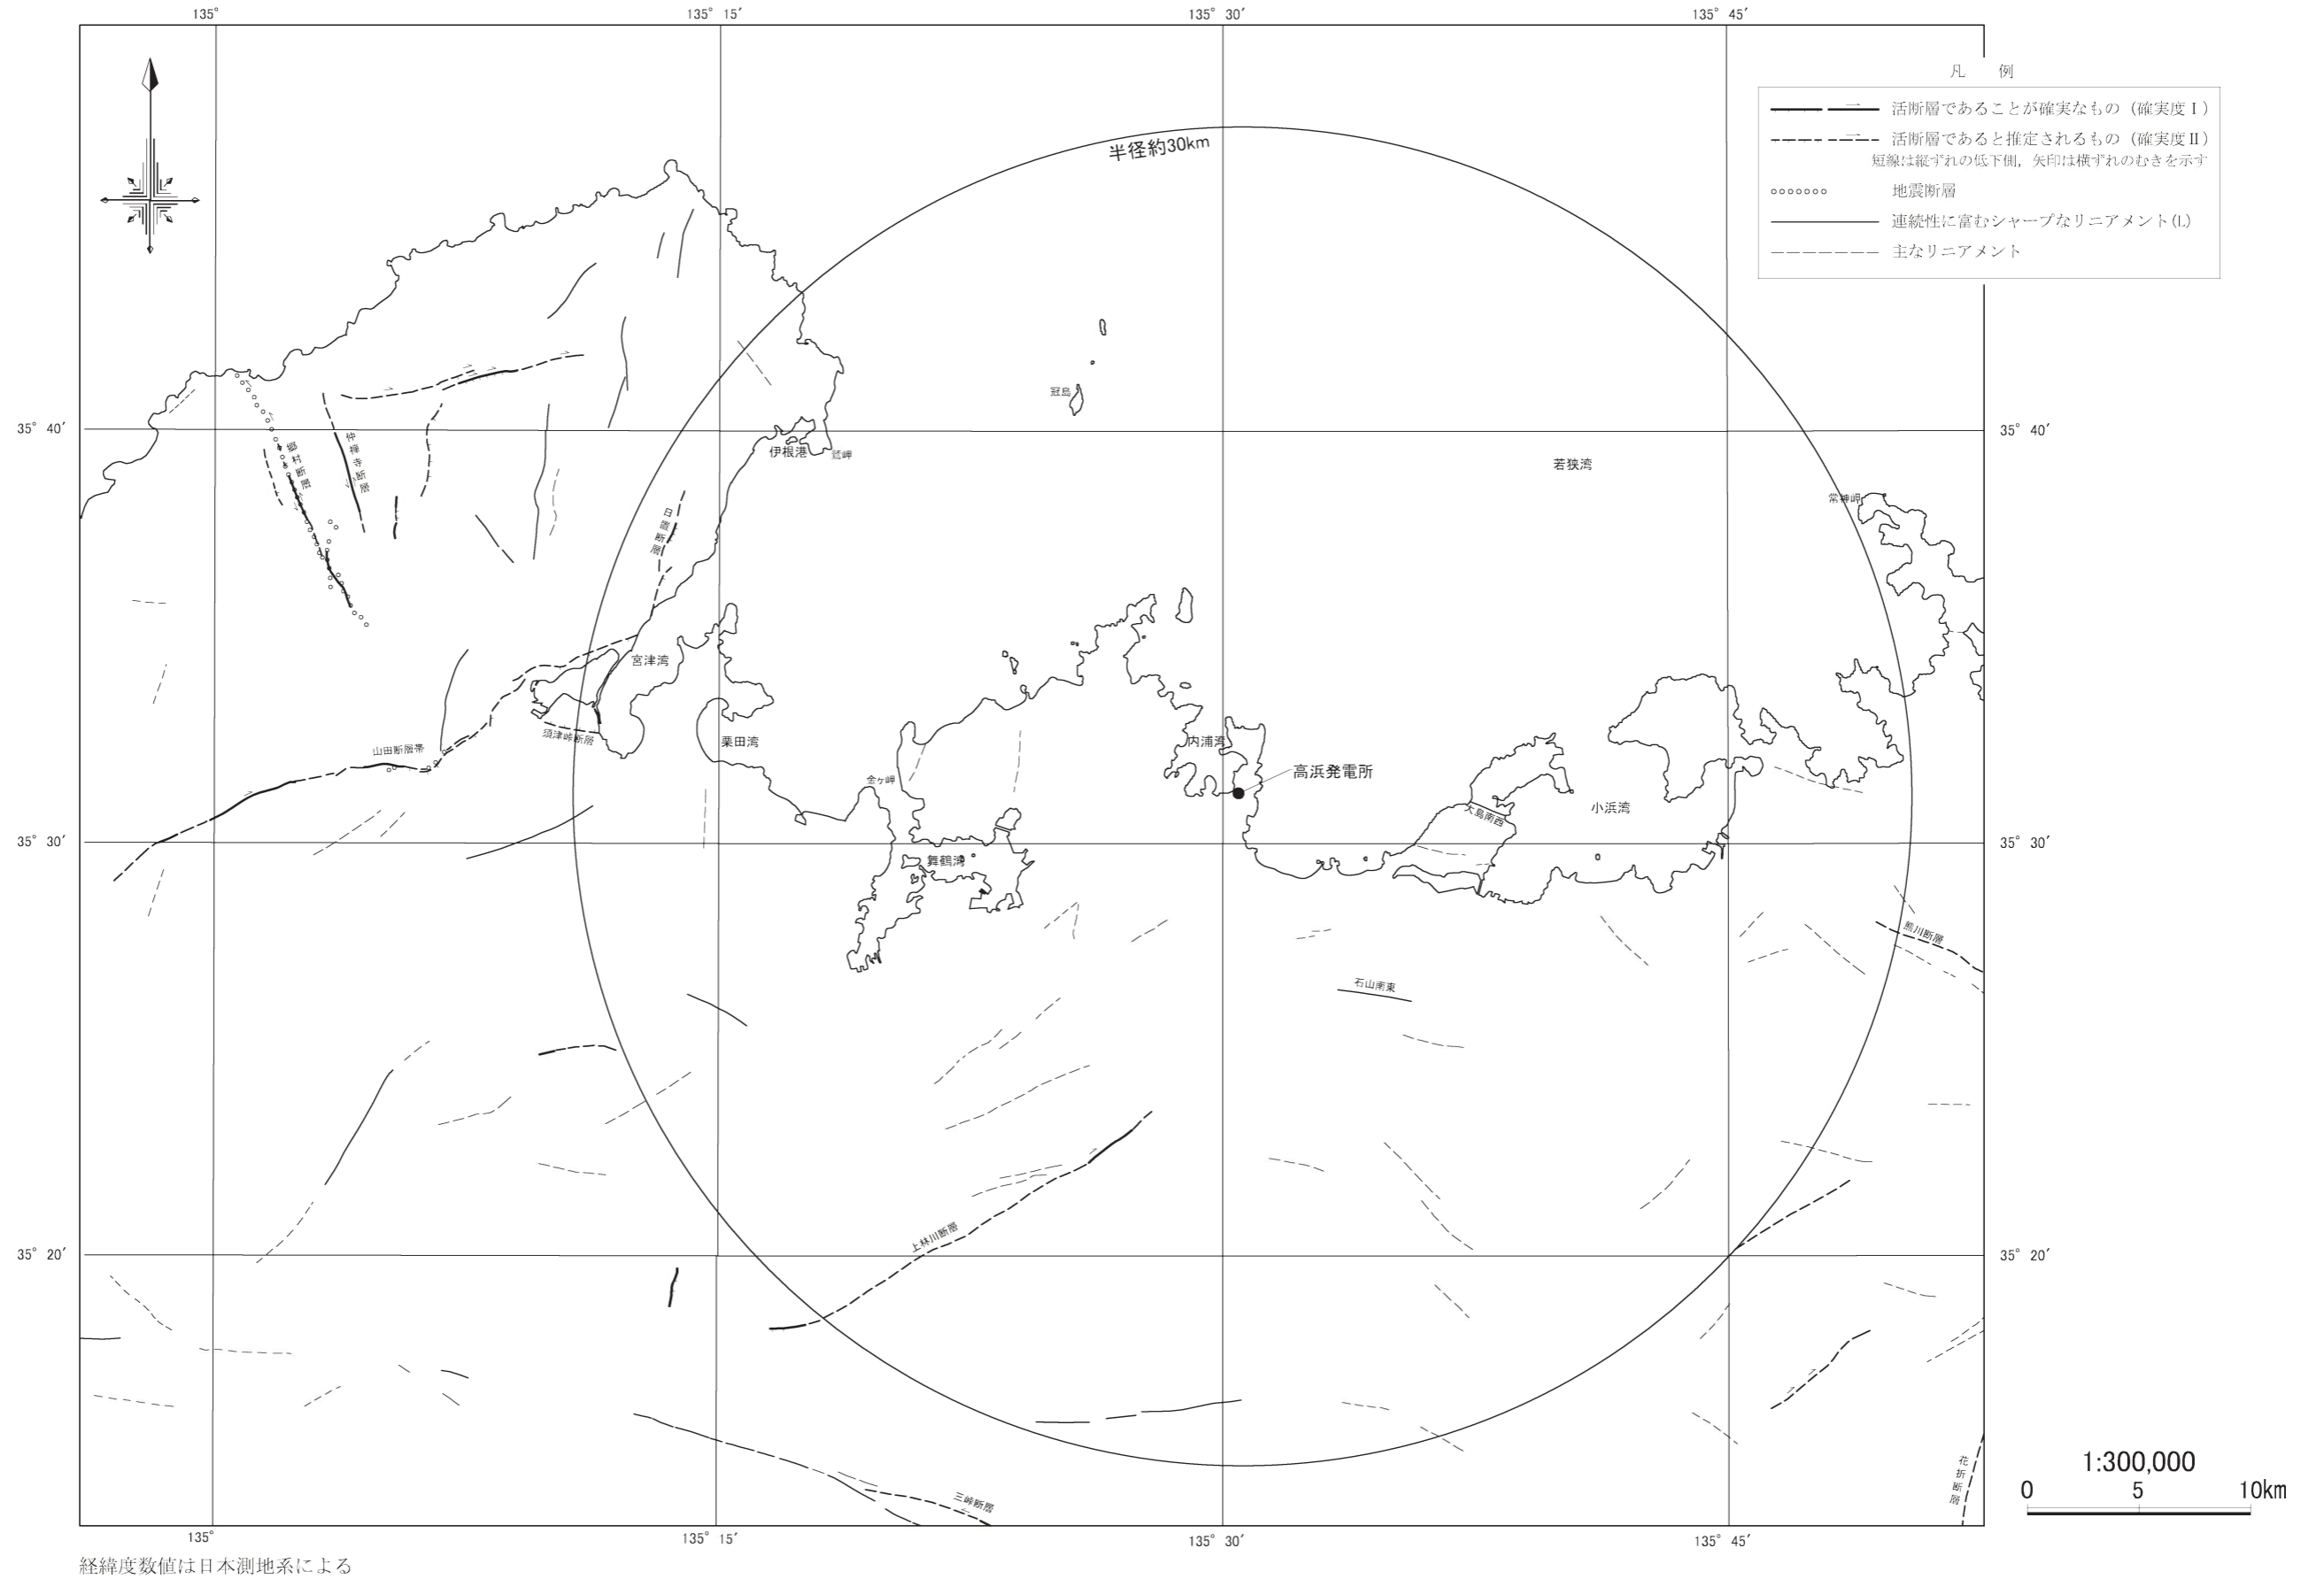 135°
135° 15′
135° 30′
135° 45′
凡 例
活断層であることが確実なもの（確実度Ⅰ）
活断層であると推定されるもの（確実度Ⅱ）
短線は縦ずれの低下側，矢印は横ずれのむきを示す
地震断層
連続性に富むシャープなリニアメント(L)
主なリニアメント
半径約30km
冠島
35° 40′
35° 40′
郷村断層
仲禅寺断層
伊根港
鷲岬
若狭湾
常神岬
日置断層
宮津湾
山田断層帯
須津峠断層
栗田湾
内浦湾
金ヶ岬
高浜発電所
大島南西
小浜湾
35° 30′
35° 30′
舞鶴湾
熊川断層
石山南東
上林川断層
35° 20′
35° 20′
三峠断層
花折断層
1:300,000
0 5 10km
135°
135° 15′
135° 30′
135° 45′
経緯度数値は日本測地系による